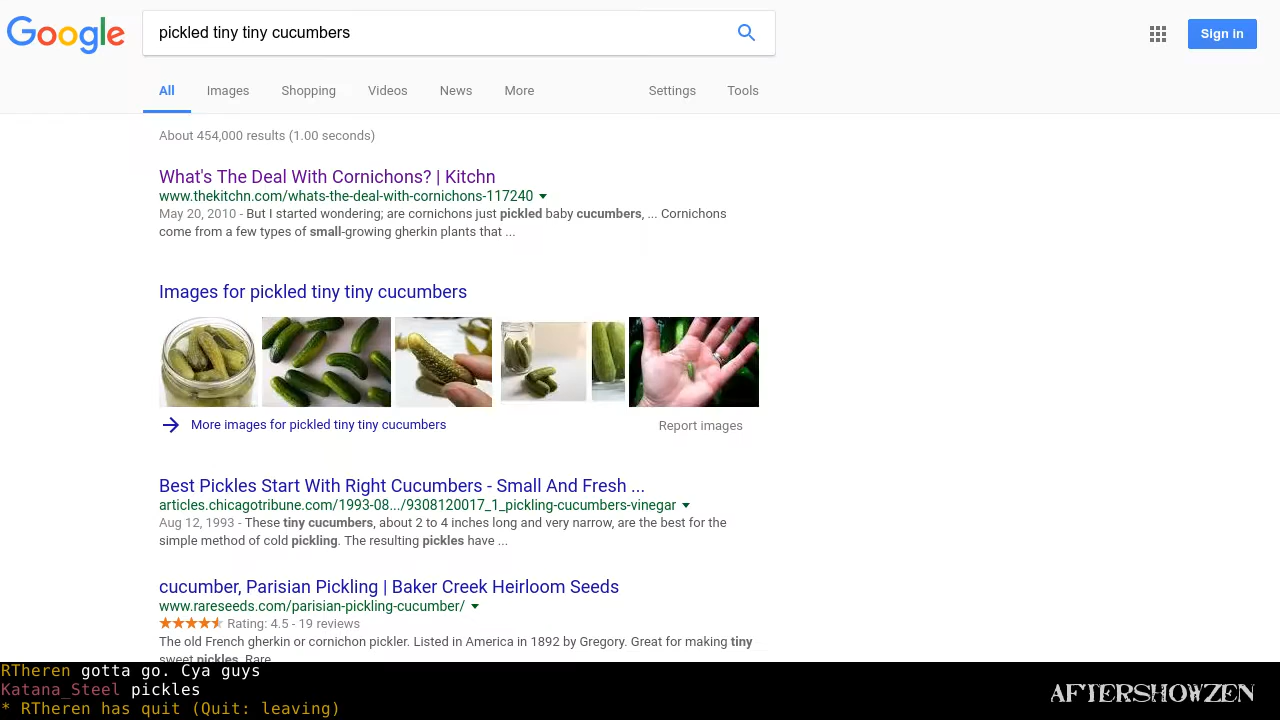 Google
pickled tiny tiny cucumbers
Sign in
All Images Shopping Videos News More Settings Tools
About 454,000 results (1.00 seconds)
What's The Deal With Cornichons? | Kitchn
www.thekitchn.com/whats-the-deal-with-cornichons-117240
May 20, 2010 - But I started wondering; are cornichons just pickled baby cucumbers, ... Cornichons
come from a few types of small-growing gherkin plants that ...
Images for pickled tiny tiny cucumbers
More images for pickled tiny tiny cucumbers
Report images
Best Pickles Start With Right Cucumbers - Small And Fresh ...
articles.chicagotribune.com/1993-08.../9308120017_1_pickling-cucumbers-vinegar
Aug 12, 1993 - These tiny cucumbers, about 2 to 4 inches long and very narrow, are the best for the
simple method of cold pickling. The resulting pickles have ...
cucumber, Parisian Pickling | Baker Creek Heirloom Seeds
www.rareseeds.com/parisian-pickling-cucumber/
Rating: 4.5 - 19 reviews
The old French gherkin or cornichon pickler. Listed in America in 1892 by Gregory. Great for making tiny
sweet pickles. Rare
RTheren gotta go. Cya guys
Katana_Steel pickles
* RTheren has quit (Quit: leaving)
AFTERSHOWZEN